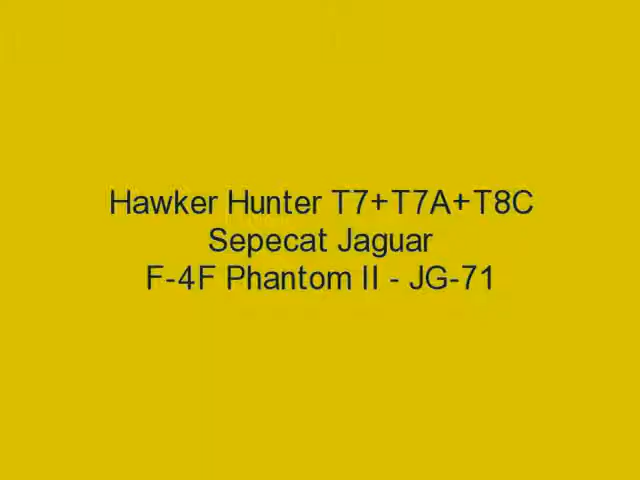 Hawker Hunter T7+T7A+T8C
Sepecat Jaguar
F-4F Phantom II - JG-71